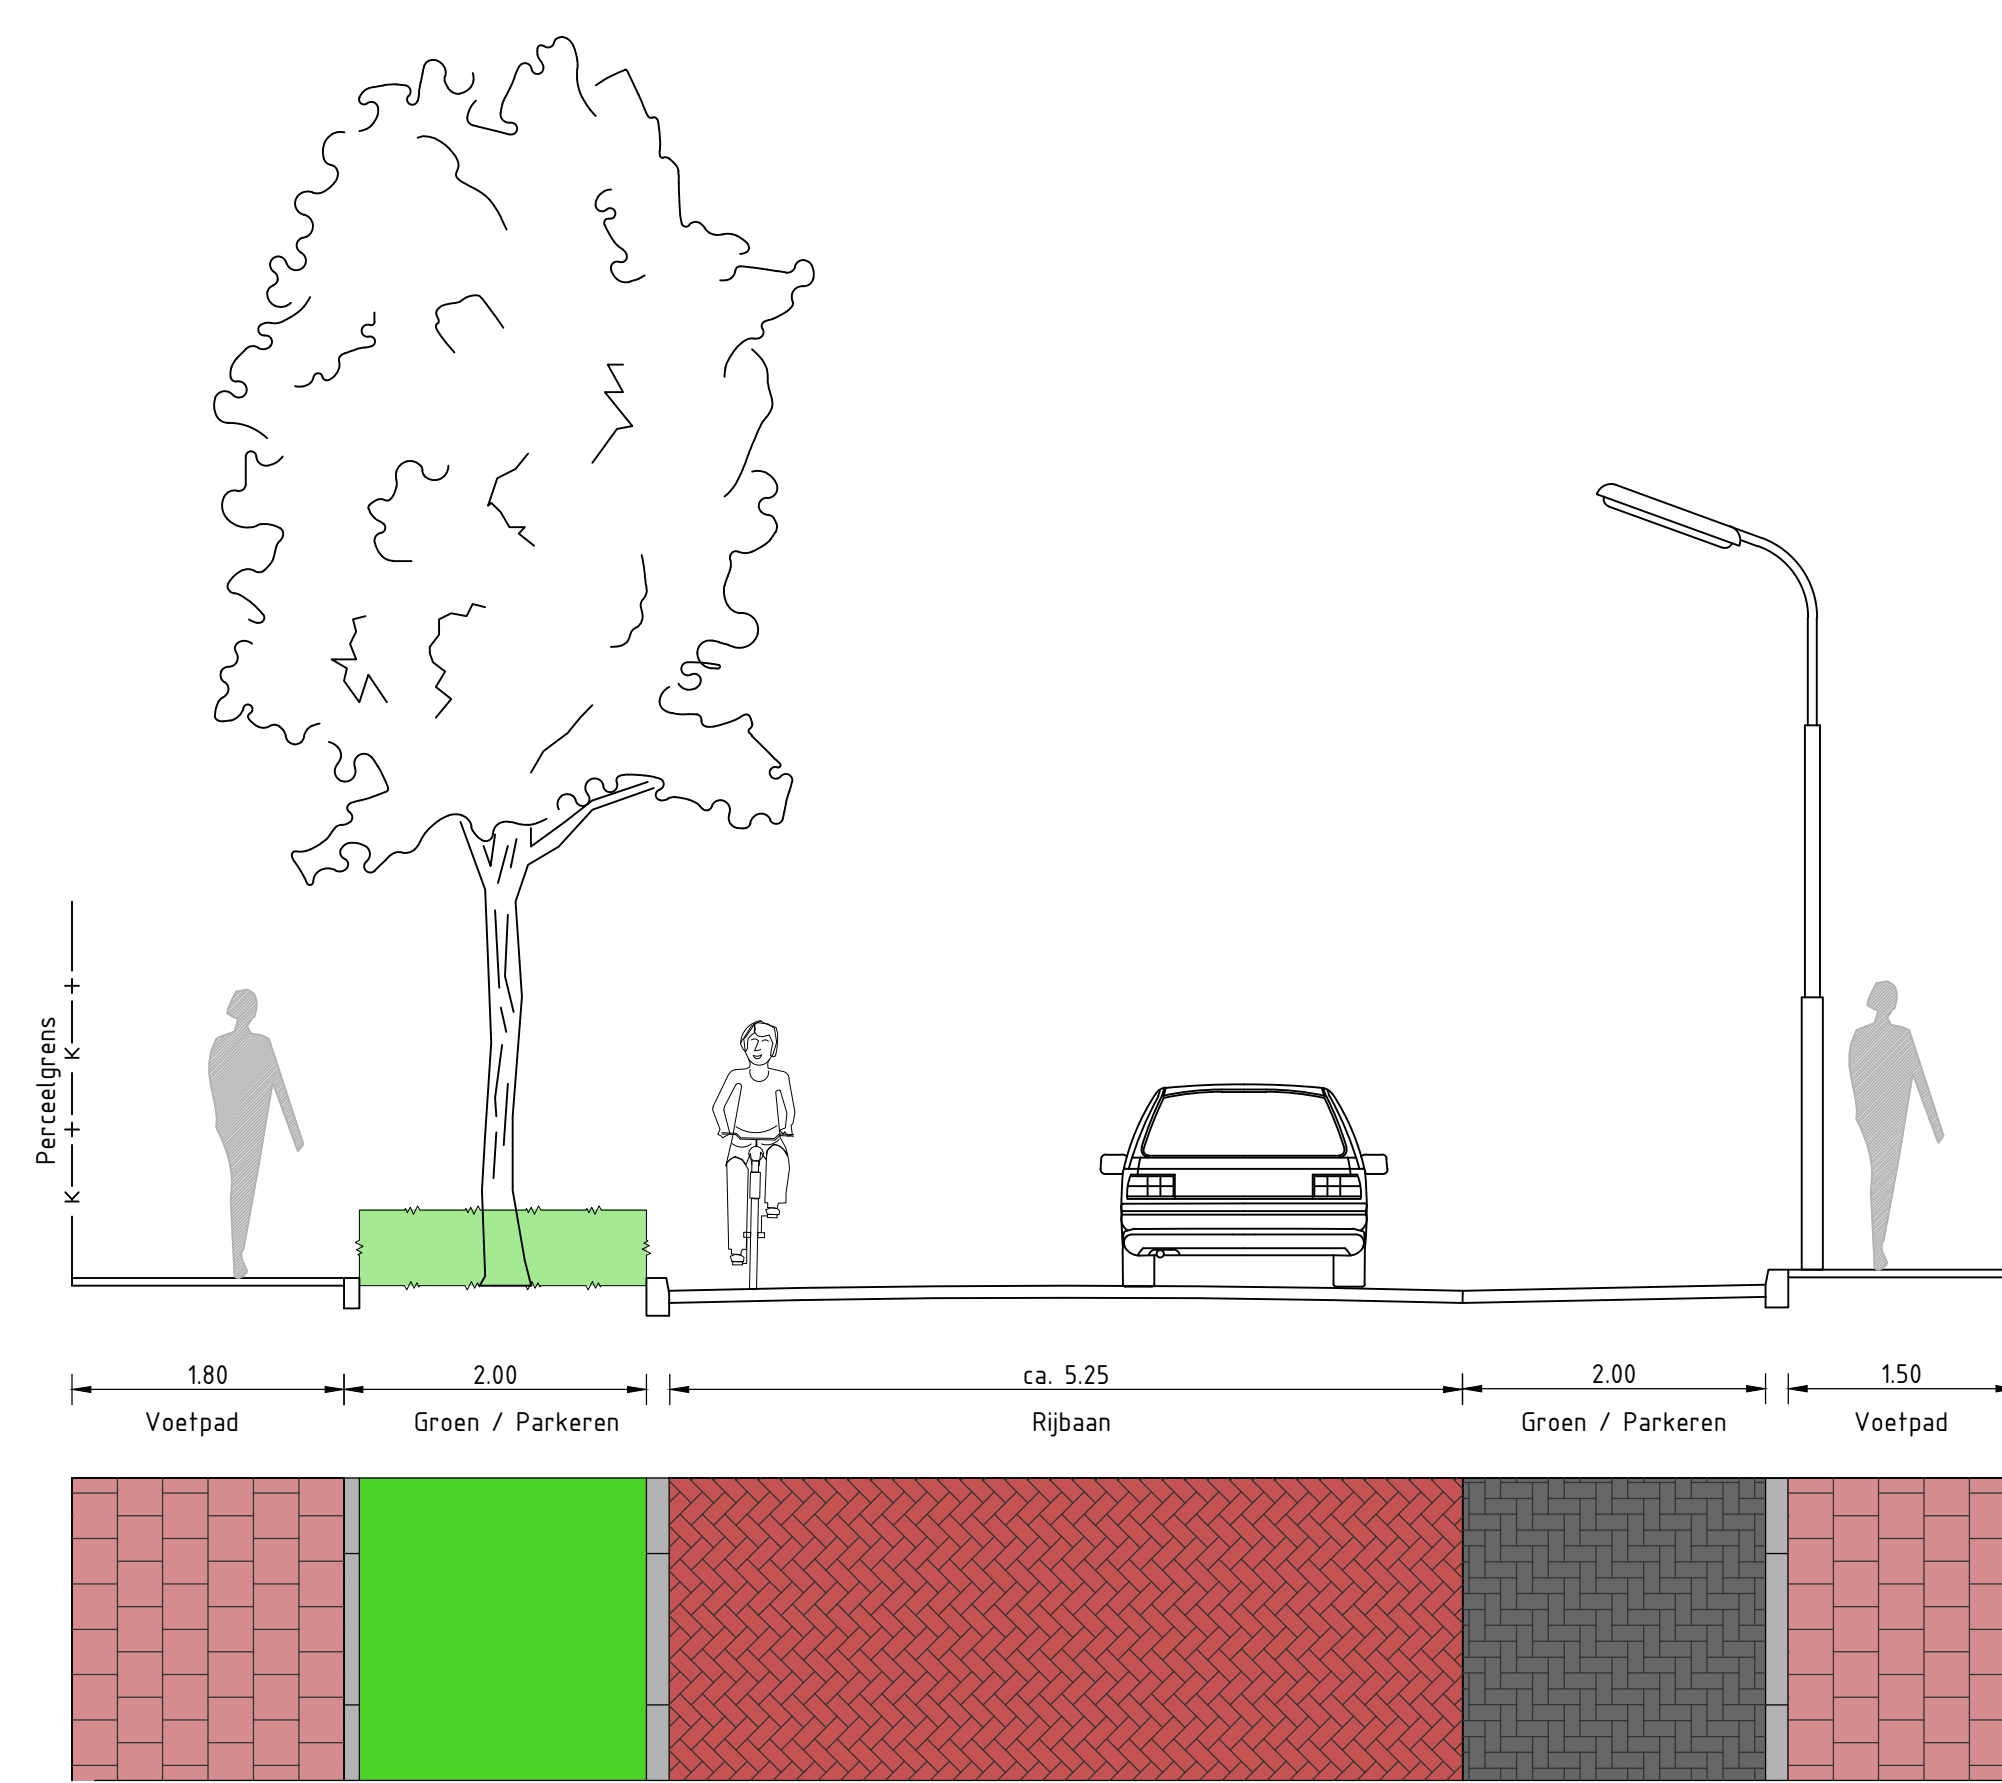 Perceelgrens
K
K
1.80
2.00
ca. 5.25
2.00
1.50
Voetpad
Groen / Parkeren
Rijbaan
Groen / Parkeren
Voetpad